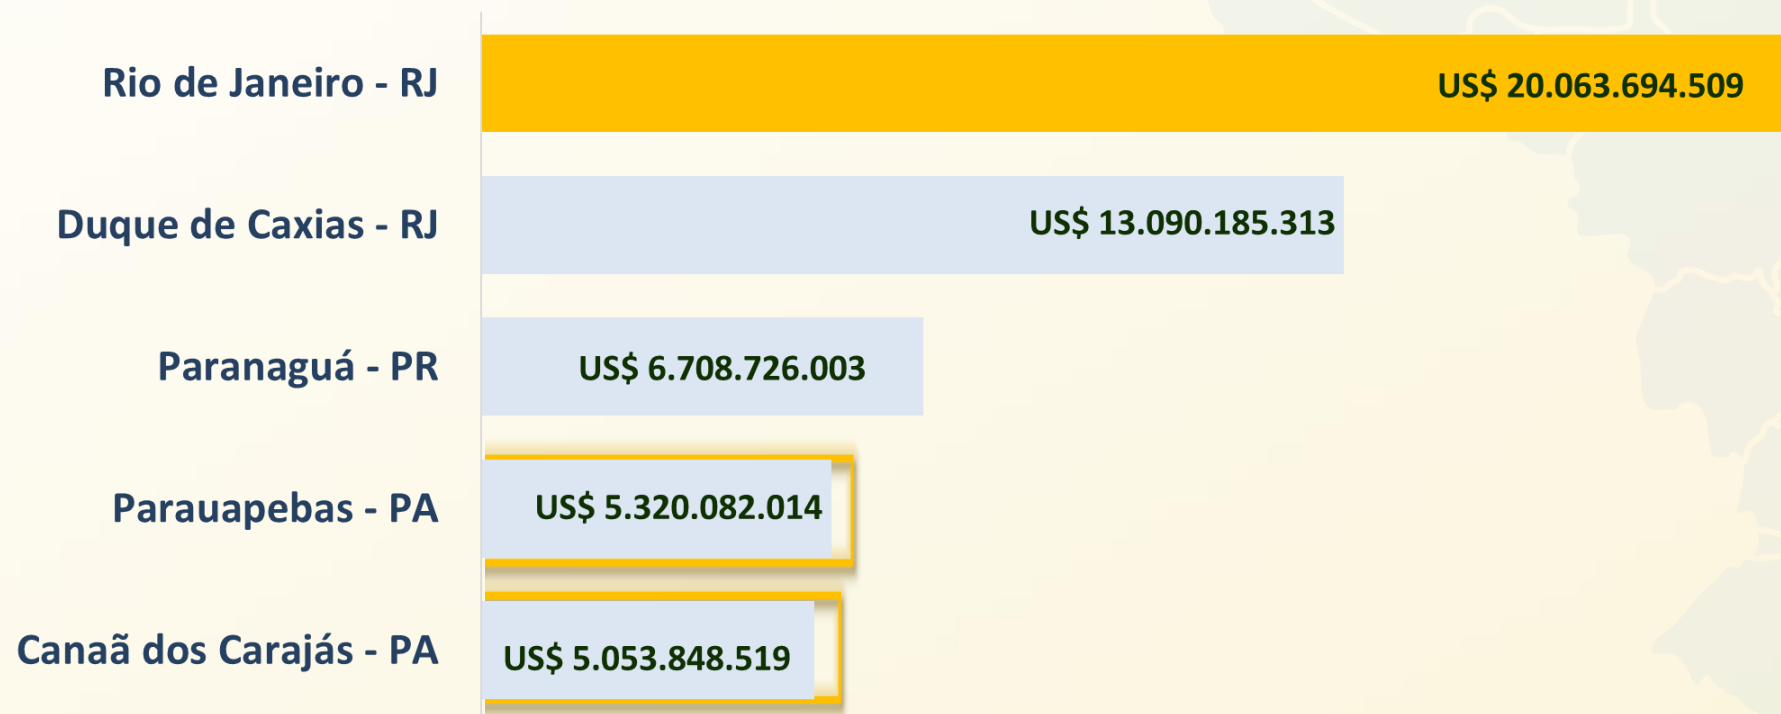 Rio de Janeiro - RJ US$ 20.063.694.509
Duque de Caxias - RJ US$ 13.090.185.313
Paranaguá - PR US$ 6.708.726.003
Parauapebas - PA US$ 5.320.082.014
Canaã dos Carajás - PA US$ 5.053.848.519